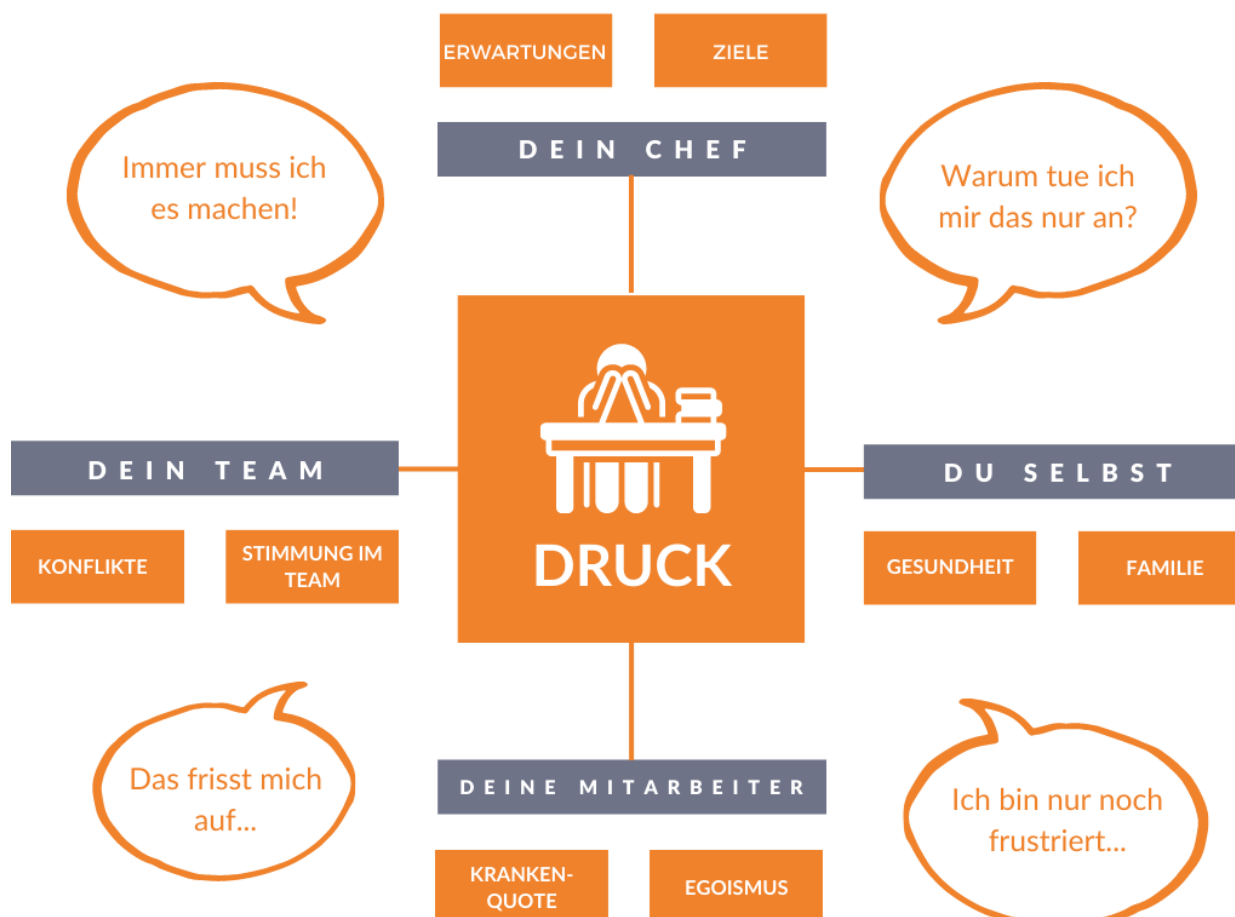 ERWARTUNGEN
ZIELE
DEIN CHEF
Immer muss ich
es machen!
Warum tue ich
mir das nur an?
DEIN TEAM
DU SELBST
KONFLIKTE
STIMMUNG IM
TEAM
DRUCK
GESUNDHEIT
FAMILIE
Das frisst mich
auf...
DEINE MITARBEITER
Ich bin nur noch
frustriert...
KRANKEN-
QUOTE
EGOISMUS